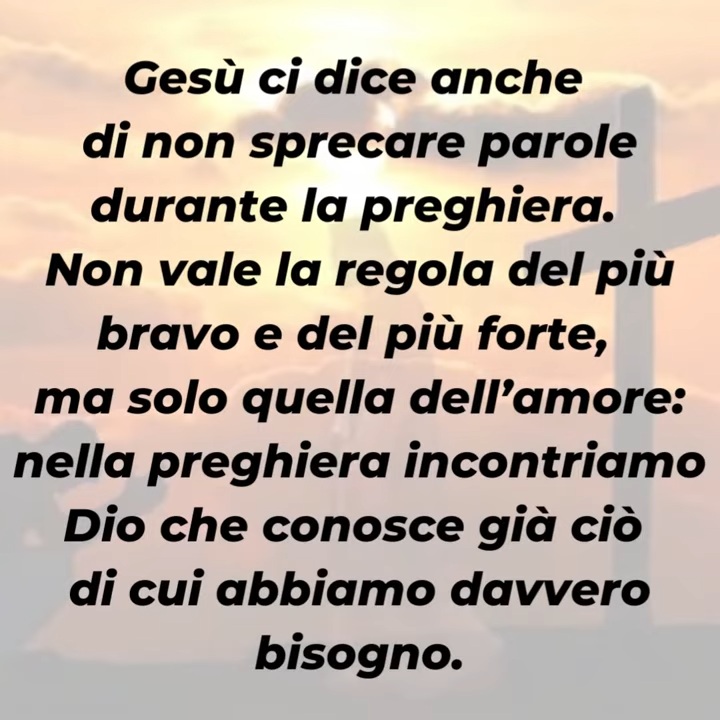 Gesù ci dice anche
di non sprecare parole
durante la preghiera.
Non vale la regola del più
bravo e del più forte,
ma solo quella dell’amore:
nella preghiera incontriamo
Dio che conosce già ciò
di cui abbiamo davvero
bisogno.